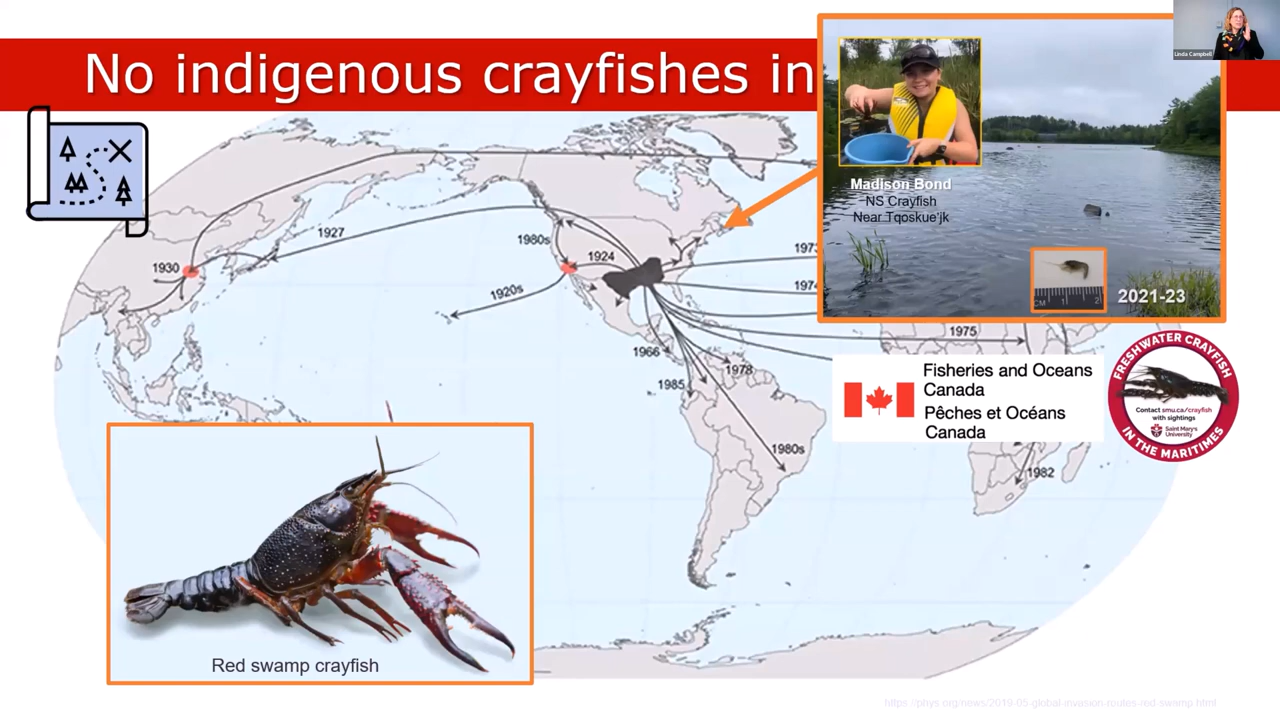 No indigenous crayfishes in
Linda Campbell
Madison Bond
NS Crayfish
Near Tqoskue'jk
CM 1 2
2021-23
1927
1930
1980s
1924
1920s
1973
1974
1975
1966
1978
1985
1980s
1982
Fisheries and Oceans
Canada
Pêches et Océans
Canada
FRESHWATER CRAYFISH
Contact smu.ca/crayfish
with sightings
Saint Mary's
University
IN THE MARITIMES
Red swamp crayfish
https://phys.org/news/2019-05-global-invasion-routes-red-swamp.html